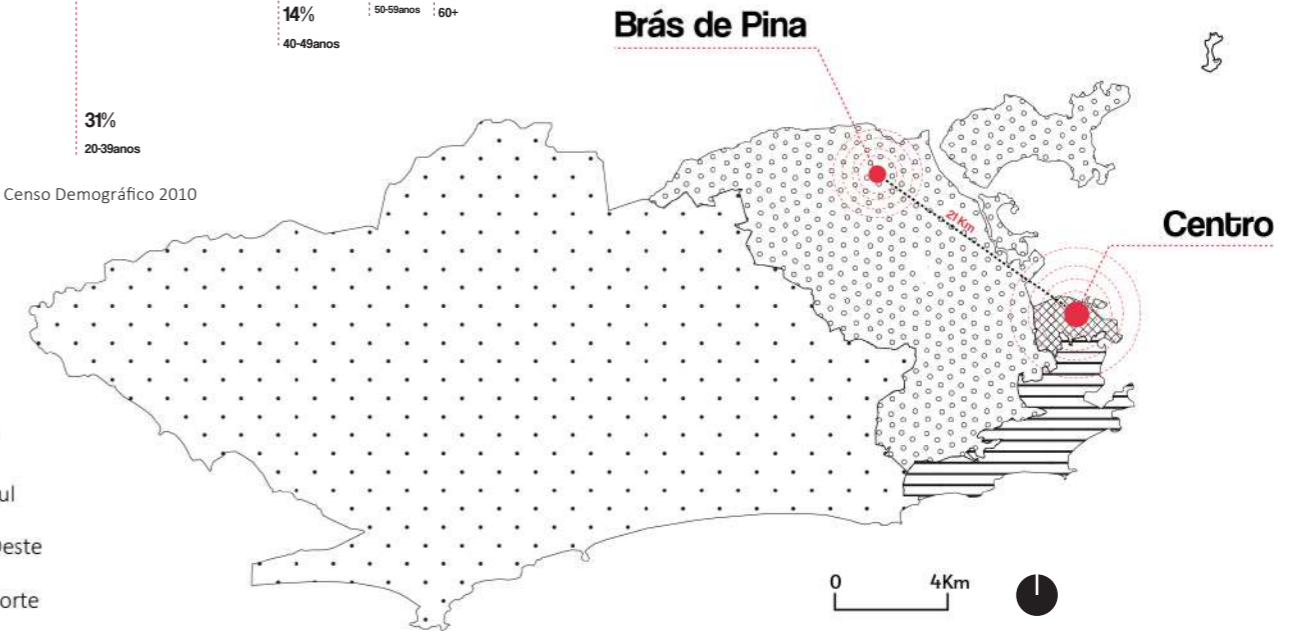 14%
40-49anos
50-59anos
60+
31%
20-39anos
Censo Demográfico 2010
Brás de Pina
21 Km
Centro
ul
este
orte
0
4Km